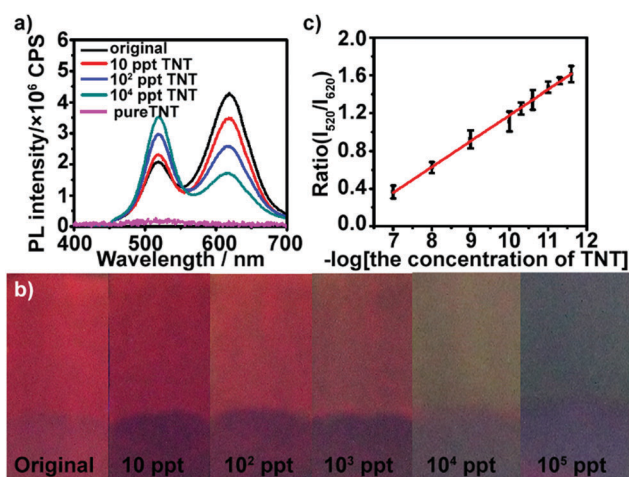 a)
original
10 ppt TNT
10² ppt TNT
10⁴ ppt TNT
pureTNT
PL intensity/×10⁶ CPS
6
5
4
3
2
1
0
400 500 600 700
Wavelength / nm
c)
Ratio(I₅₂₀/I₆₂₀)
2.0
1.6
1.2
0.8
0.4
0.0
7 8 9 10 11 12
-log[the concentration of TNT]
b)
Original 10 ppt 10² ppt 10³ ppt 10⁴ ppt 10⁵ ppt